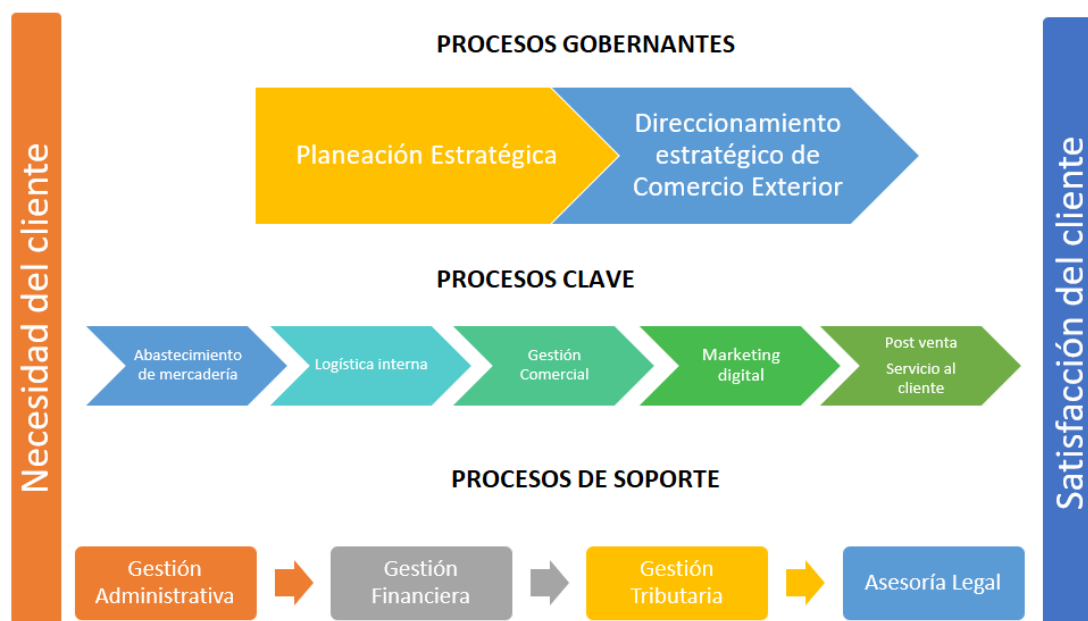 Necesidad del cliente
PROCESOS GOBERNANTES
Planeación Estratégica
Direccionamiento
estratégico de
Comercio Exterior
PROCESOS CLAVE
Abastecimiento
de mercadería
Logística interna
Gestión
Comercial
Marketing
digital
Post venta
Servicio al
cliente
PROCESOS DE SOPORTE
Gestión
Administrativa
Gestión
Financiera
Gestión
Tributaria
Asesoría Legal
Satisfacción del cliente